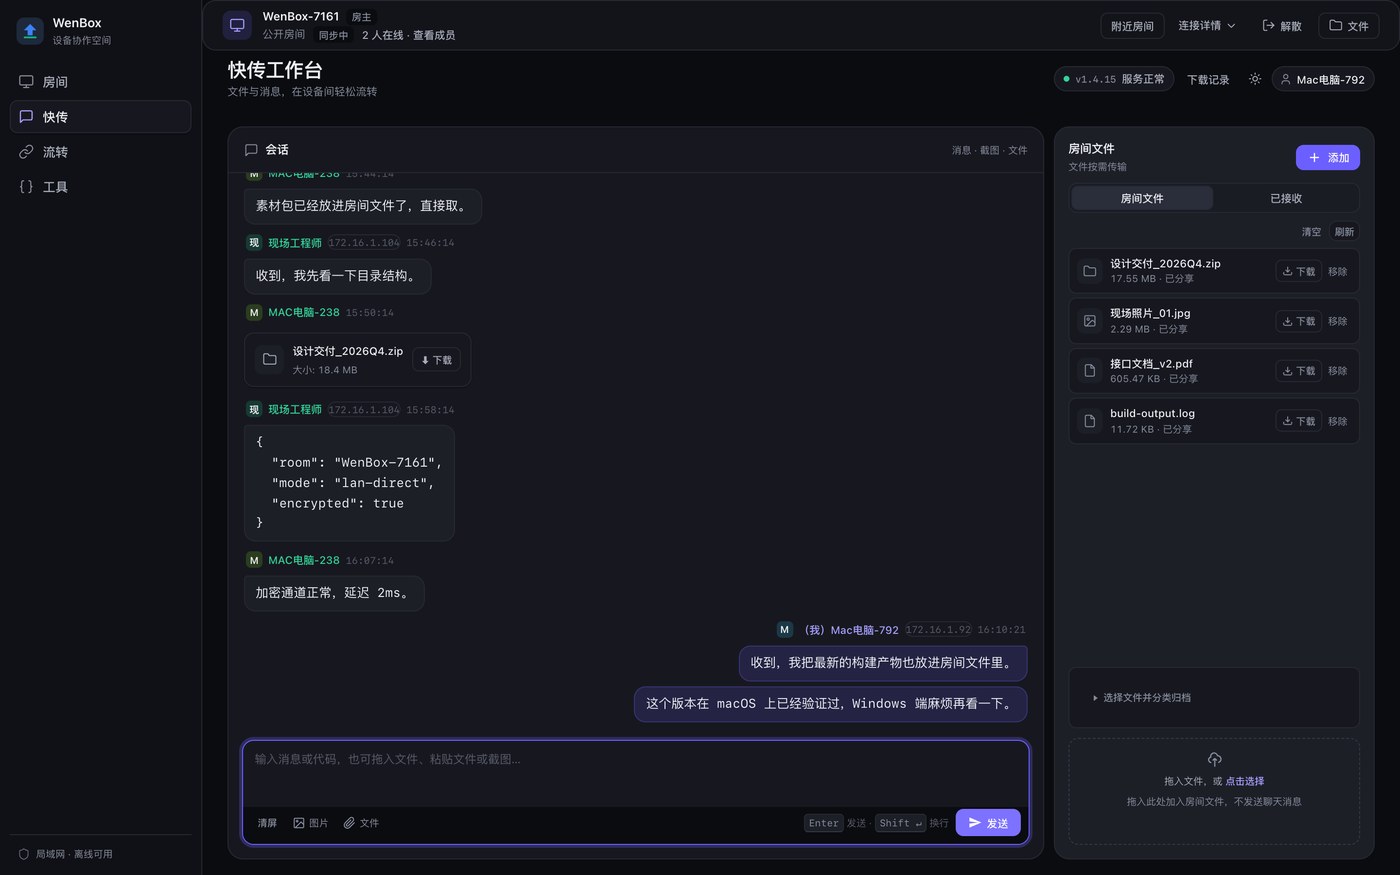 WenBox
设备协作空间
房间
快传
流转
工具
局域网 · 离线可用
WenBox-7161 房主
公开房间 同步中 2 人在线 · 查看成员
附近房间 连接详情 解散 文件
快传工作台
文件与消息，在设备间轻松流转
v1.4.15 服务正常 下载记录 Mac电脑-792
会话
消息 · 截图 · 文件
M MAC电脑-238 15:44:14
素材包已经放进房间文件了，直接取。
现 现场工程师 172.16.1.104 15:46:14
收到，我先看一下目录结构。
M MAC电脑-238 15:50:14
设计交付_2026Q4.zip
大小: 18.4 MB
下载
现 现场工程师 172.16.1.104 15:58:14
{
"room": "WenBox-7161",
"mode": "lan-direct",
"encrypted": true
}
M MAC电脑-238 16:07:14
加密通道正常，延迟 2ms。
M （我）Mac电脑-792 172.16.1.92 16:10:21
收到，我把最新的构建产物也放进房间文件里。
这个版本在 macOS 上已经验证过，Windows 端麻烦再看一下。
输入消息或代码，也可拖入文件、粘贴文件或截图...
清屏 图片 文件
Enter 发送 · Shift ↵ 换行 发送
房间文件
文件按需传输
添加
房间文件 已接收
清空 刷新
设计交付_2026Q4.zip
17.55 MB · 已分享
下载 移除
现场照片_01.jpg
2.29 MB · 已分享
下载 移除
接口文档_v2.pdf
605.47 KB · 已分享
下载 移除
build-output.log
11.72 KB · 已分享
下载 移除
选择文件并分类归档
拖入文件，或 点击选择
拖入此处加入房间文件，不发送聊天消息